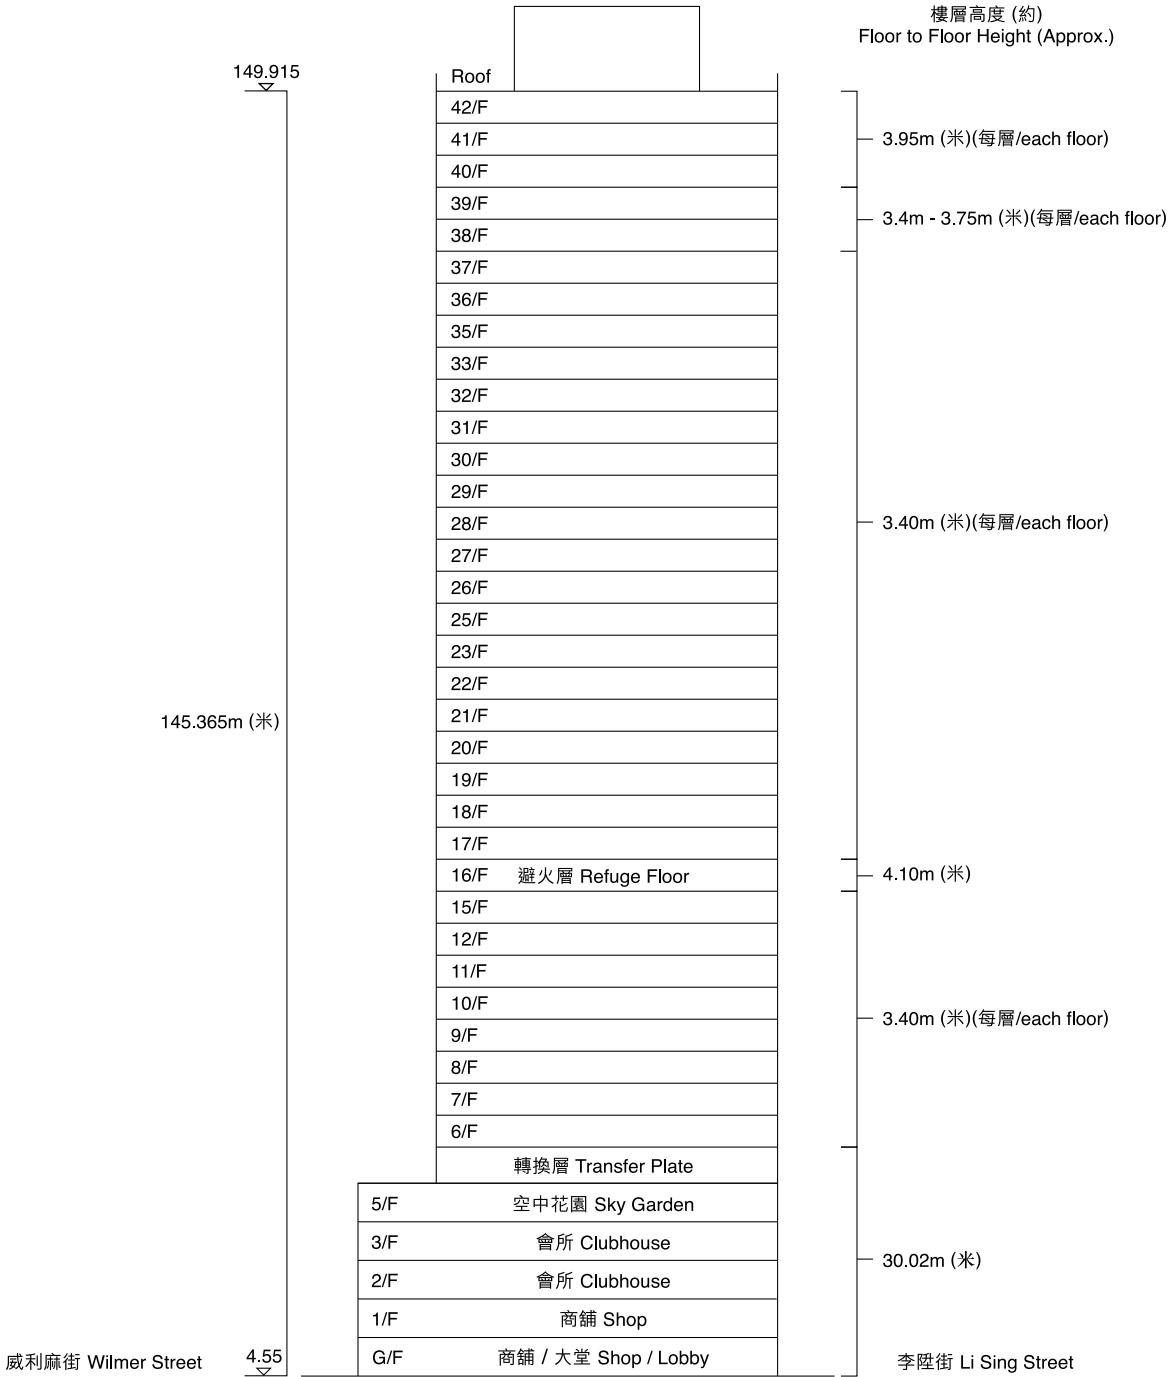 樓層高度 (約)
Floor to Floor Height (Approx.)
149.915
Roof
42/F
41/F
3.95m (米)(每層/each floor)
40/F
39/F
3.4m - 3.75m (米)(每層/each floor)
38/F
37/F
36/F
35/F
33/F
32/F
31/F
30/F
29/F
28/F
3.40m (米)(每層/each floor)
27/F
26/F
25/F
23/F
22/F
21/F
145.365m (米)
20/F
19/F
18/F
17/F
16/F 避火層 Refuge Floor
4.10m (米)
15/F
12/F
11/F
10/F
3.40m (米)(每層/each floor)
9/F
8/F
7/F
6/F
轉換層 Transfer Plate
5/F 空中花園 Sky Garden
3/F 會所 Clubhouse
30.02m (米)
2/F 會所 Clubhouse
1/F 商舖 Shop
G/F 商舖 / 大堂 Shop / Lobby
威利麻街 Wilmer Street
4.55
李陞街 Li Sing Street